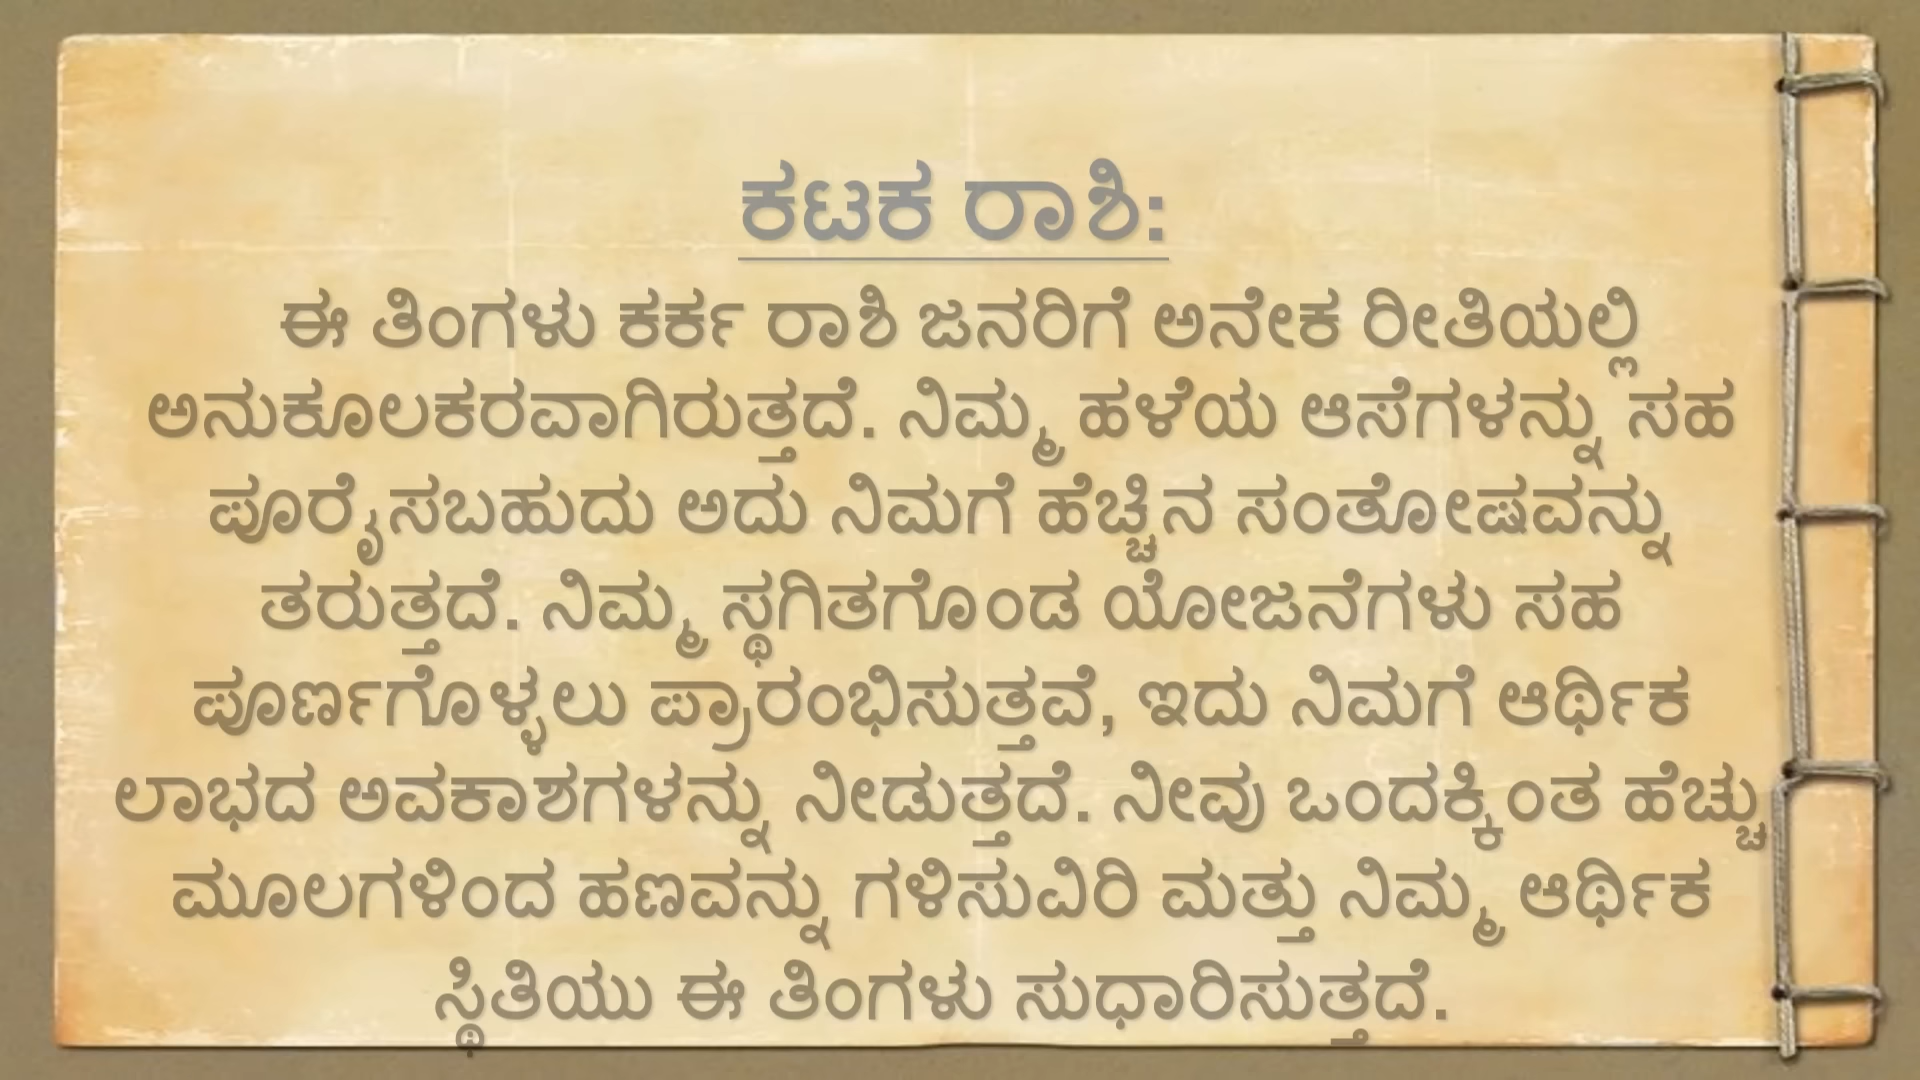 ಕಟಕ ರಾಶಿ:
ಈ ತಿಂಗಳು ಕರ್ಕ ರಾಶಿ ಜನರಿಗೆ ಅನೇಕ ರೀತಿಯಲ್ಲಿ
ಅನುಕೂಲಕರವಾಗಿರುತ್ತದೆ. ನಿಮ್ಮ ಹಳೆಯ ಆಸೆಗಳನ್ನು ಸಹ
ಪೂರೈಸಬಹುದು ಅದು ನಿಮಗೆ ಹೆಚ್ಚಿನ ಸಂತೋಷವನ್ನು
ತರುತ್ತದೆ. ನಿಮ್ಮ ಸ್ಥಗಿತಗೊಂಡ ಯೋಜನೆಗಳು ಸಹ
ಪೂರ್ಣಗೊಳ್ಳಲು ಪ್ರಾರಂಭಿಸುತ್ತವೆ, ಇದು ನಿಮಗೆ ಆರ್ಥಿಕ
ಲಾಭದ ಅವಕಾಶಗಳನ್ನು ನೀಡುತ್ತದೆ. ನೀವು ಒಂದಕ್ಕಿಂತ ಹೆಚ್ಚು
ಮೂಲಗಳಿಂದ ಹಣವನ್ನು ಗಳಿಸುವಿರಿ ಮತ್ತು ನಿಮ್ಮ ಆರ್ಥಿಕ
ಸ್ಥಿತಿಯು ಈ ತಿಂಗಳು ಸುಧಾರಿಸುತ್ತದೆ.